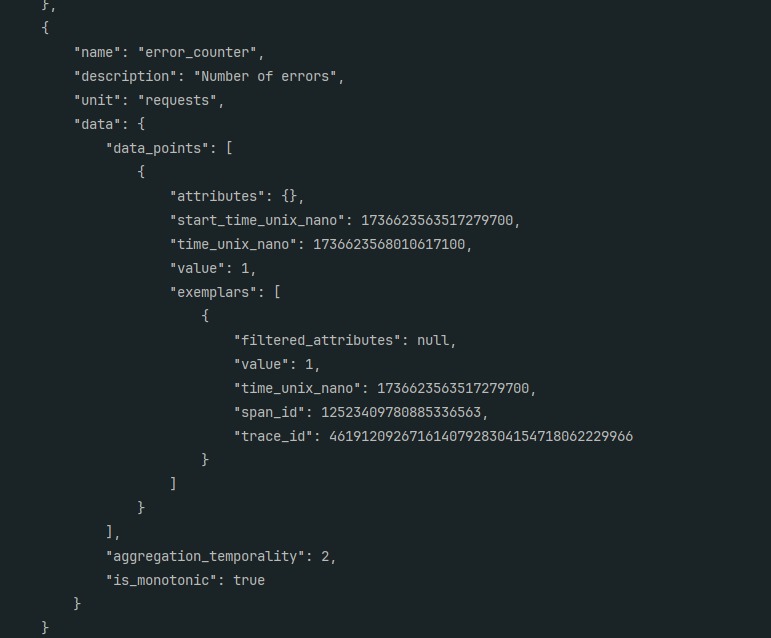 },
{
"name": "error_counter",
"description": "Number of errors",
"unit": "requests",
"data": {
"data_points": [
{
"attributes": {},
"start_time_unix_nano": 1736623563517279700,
"time_unix_nano": 1736623568010617100,
"value": 1,
"exemplars": [
{
"filtered_attributes": null,
"value": 1,
"time_unix_nano": 1736623563517279700,
"span_id": 12523409780885336563,
"trace_id": 46191209267161407928304154718062229966
}
]
}
],
"aggregation_temporality": 2,
"is_monotonic": true
}
}